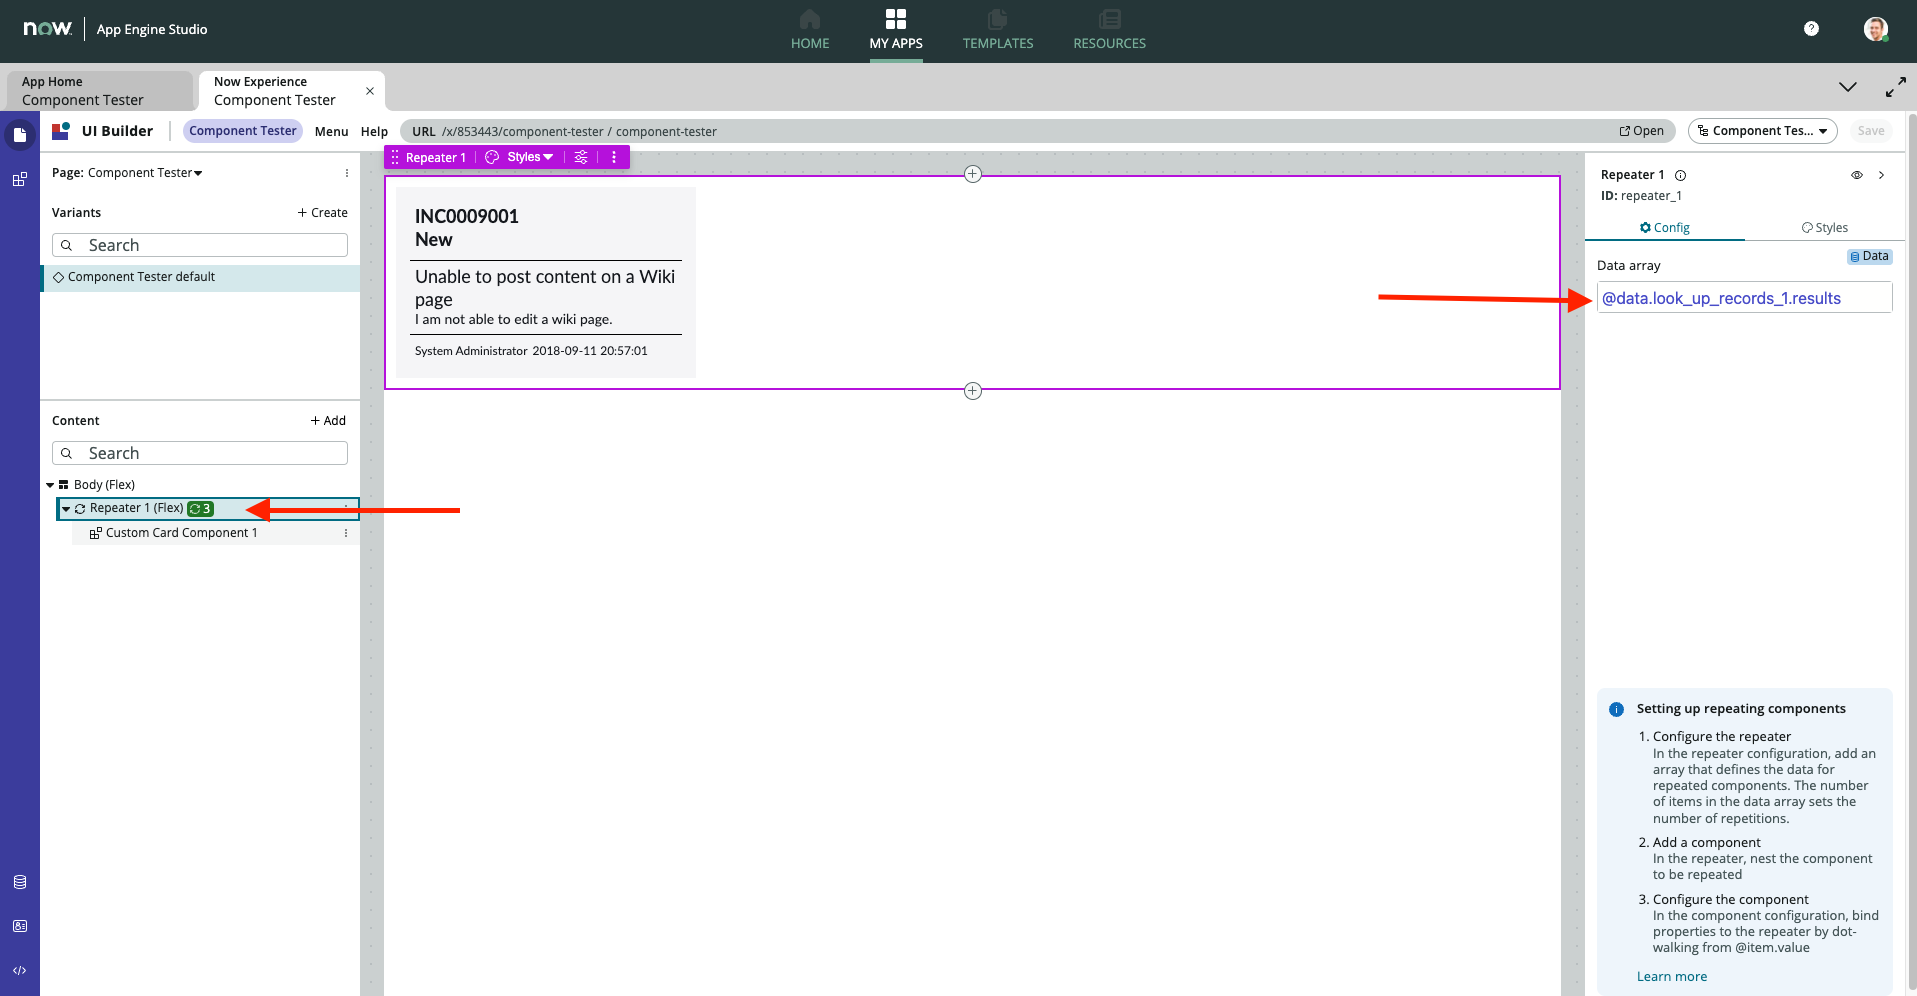 now. App Engine Studio
HOME
MY APPS
TEMPLATES
RESOURCES
App Home
Component Tester
Now Experience
Component Tester
UI Builder
Component Tester
Menu
Help
URL /x/853443/component-tester / component-tester
Open
Component Tes...
Save
Page: Component Tester
Variants
+ Create
Search
Component Tester default
Content
+ Add
Search
Body (Flex)
Repeater 1 (Flex) 3
Custom Card Component 1
Repeater 1
Styles
INC0009001
New
Unable to post content on a Wiki
page
I am not able to edit a wiki page.
System Administrator 2018-09-11 20:57:01
Repeater 1
ID: repeater_1
Config
Styles
Data
Data array
@data.look_up_records_1.results
Setting up repeating components
1. Configure the repeater
In the repeater configuration, add an
array that defines the data for
repeated components. The number
of items in the data array sets the
number of repetitions.
2. Add a component
In the repeater, nest the component
to be repeated
3. Configure the component
In the component configuration, bind
properties to the repeater by dot-
walking from @item.value
Learn more